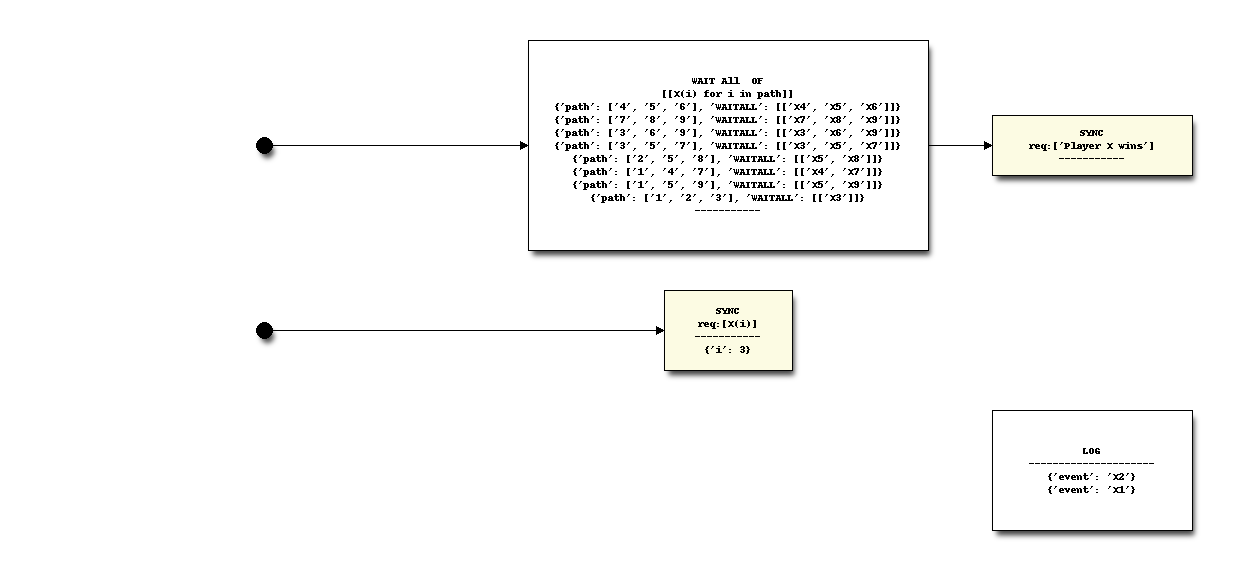 WAIT All  OF
[[X(i) for i in path]]
{'path': ['4', '5', '6'], 'WAITALL': [['X4', 'X5', 'X6']]}
{'path': ['7', '8', '9'], 'WAITALL': [['X7', 'X8', 'X9']]}
{'path': ['3', '6', '9'], 'WAITALL': [['X3', 'X6', 'X9']]}
{'path': ['3', '5', '7'], 'WAITALL': [['X3', 'X5', 'X7']]}
{'path': ['2', '5', '8'], 'WAITALL': [['X5', 'X8']]}
{'path': ['1', '4', '7'], 'WAITALL': [['X4', 'X7']]}
{'path': ['1', '5', '9'], 'WAITALL': [['X5', 'X9']]}
{'path': ['1', '2', '3'], 'WAITALL': [['X3']]}
-----------
SYNC
req:['Player X wins']
-----------
SYNC
req:[X(i)]
-----------
{'i': 3}
LOG
---------------------
{'event': 'X2'}
{'event': 'X1'}